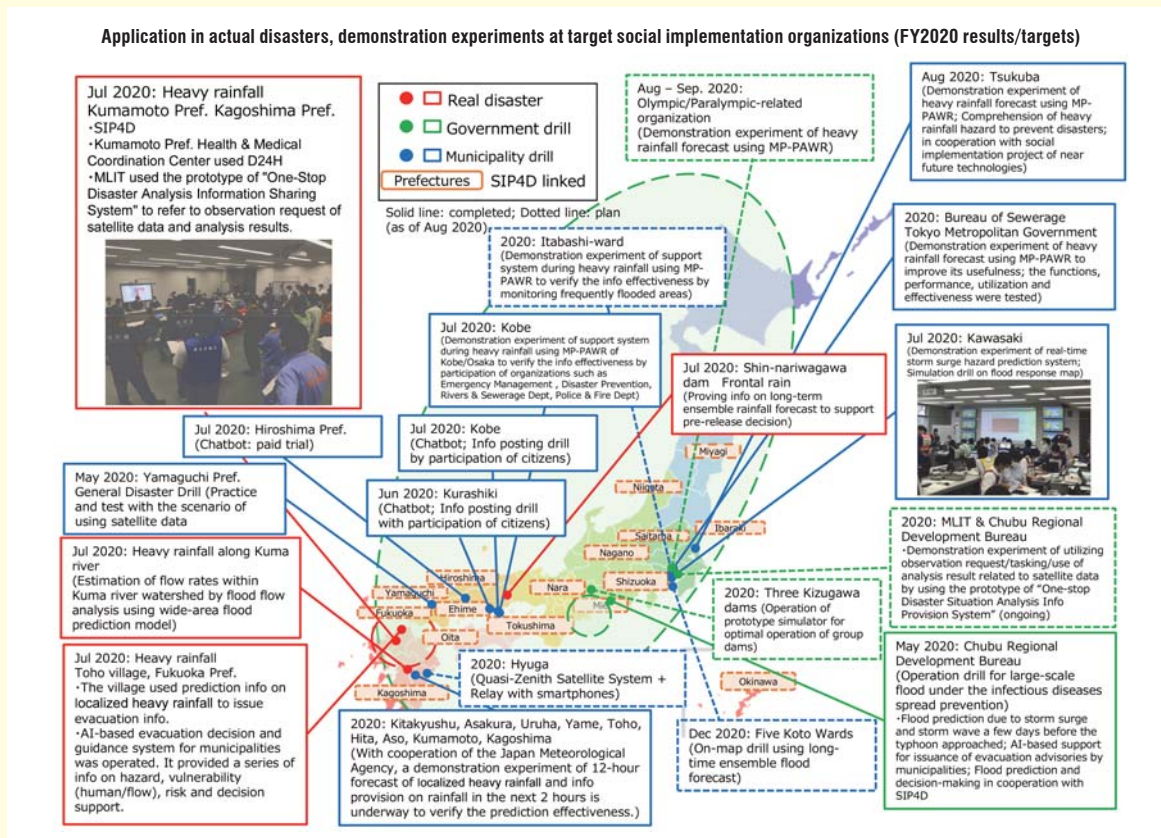 Application in actual disasters, demonstration experiments at target social implementation organizations (FY2020 results/targets)
Jul 2020: Heavy rainfall
Kumamoto Pref. Kagoshima Pref.
・SIP4D
・Kumamoto Pref. Health & Medical
Coordination Center used D24H
・MLIT used the prototype of "One-Stop
Disaster Analysis Information Sharing
System" to refer to observation request of
satellite data and analysis results.
Real disaster
Government drill
Municipality drill
Prefectures SIP4D linked
Solid line: completed; Dotted line: plan
(as of Aug 2020)
Aug – Sep. 2020:
Olympic/Paralympic-related
organization
(Demonstration experiment of heavy
rainfall forecast using MP-PAWR)
Aug 2020: Tsukuba
(Demonstration experiment of
heavy rainfall forecast using MP-
PAWR; Comprehension of heavy
rainfall hazard to prevent disasters;
in cooperation with social
implementation project of near
future technologies)
2020: Itabashi-ward
(Demonstration experiment of support
system during heavy rainfall using MP-
PAWR to verify the info effectiveness by
monitoring frequently flooded areas)
2020: Bureau of Sewerage
Tokyo Metropolitan Government
(Demonstration experiment of heavy
rainfall forecast using MP-PAWR to
improve its usefulness; the functions,
performance, utilization and
effectiveness were tested)
Jul 2020: Kobe
(Demonstration experiment of support system
during heavy rainfall using MP-PAWR of
Kobe/Osaka to verify the info effectiveness by
participation of organizations such as
Emergency Management , Disaster Prevention,
Rivers & Sewerage Dept, Police & Fire Dept)
Jul 2020: Shin-nariwagawa
dam Frontal rain
(Proving info on long-term
ensemble rainfall forecast to support
pre-release decision)
Jul 2020: Kawasaki
(Demonstration experiment of real-time
storm surge hazard prediction system;
Simulation drill on flood response map)
Jul 2020: Hiroshima Pref.
(Chatbot: paid trial)
Jul 2020: Kobe
(Chatbot; Info posting drill
by participation of citizens)
May 2020: Yamaguchi Pref.
General Disaster Drill (Practice
and test with the scenario of
using satellite data
Jun 2020: Kurashiki
(Chatbot; Info posting drill
with participation of citizens)
Jul 2020: Heavy rainfall along Kuma
river
(Estimation of flow rates within
Kuma river watershed by flood flow
analysis using wide-area flood
prediction model)
Miyagi
Niigata
Ibaraki
Saitama
Nagano
Shizuoka
Nara
Mie
Hiroshima
Yamaguchi
Ehime
Fukuoka
Tokushima
Oita
Kagoshima
Okinawa
2020: MLIT & Chubu Regional
Development Bureau
・Demonstration experiment of utilizing
observation request/tasking/use of
analysis result related to satellite data
by using the prototype of "One-stop
Disaster Situation Analysis Info
Provision System" (ongoing)
2020: Three Kizugawa
dams (Operation of
prototype simulator for
optimal operation of group
dams)
Jul 2020: Heavy rainfall
Toho village, Fukuoka Pref.
・The village used prediction info on
localized heavy rainfall to issue
evacuation info.
・AI-based evacuation decision and
guidance system for municipalities
was operated. It provided a series of
info on hazard, vulnerability
(human/flow), risk and decision
support.
2020: Hyuga
(Quasi-Zenith Satellite System +
Relay with smartphones)
2020: Kitakyushu, Asakura, Uruha, Yame, Toho,
Hita, Aso, Kumamoto, Kagoshima
(With cooperation of the Japan Meteorological
Agency, a demonstration experiment of 12-hour
forecast of localized heavy rainfall and info
provision on rainfall in the next 2 hours is
underway to verify the prediction effectiveness.)
Dec 2020: Five Koto Wards
(On-map drill using long-
time ensemble flood
forecast)
May 2020: Chubu Regional
Development Bureau
(Operation drill for large-scale
flood under the infectious diseases
spread prevention)
・Flood prediction due to storm surge
and storm wave a few days before the
typhoon approached; AI-based support
for issuance of evacuation advisories by
municipalities; Flood prediction and
decision-making in cooperation with
SIP4D